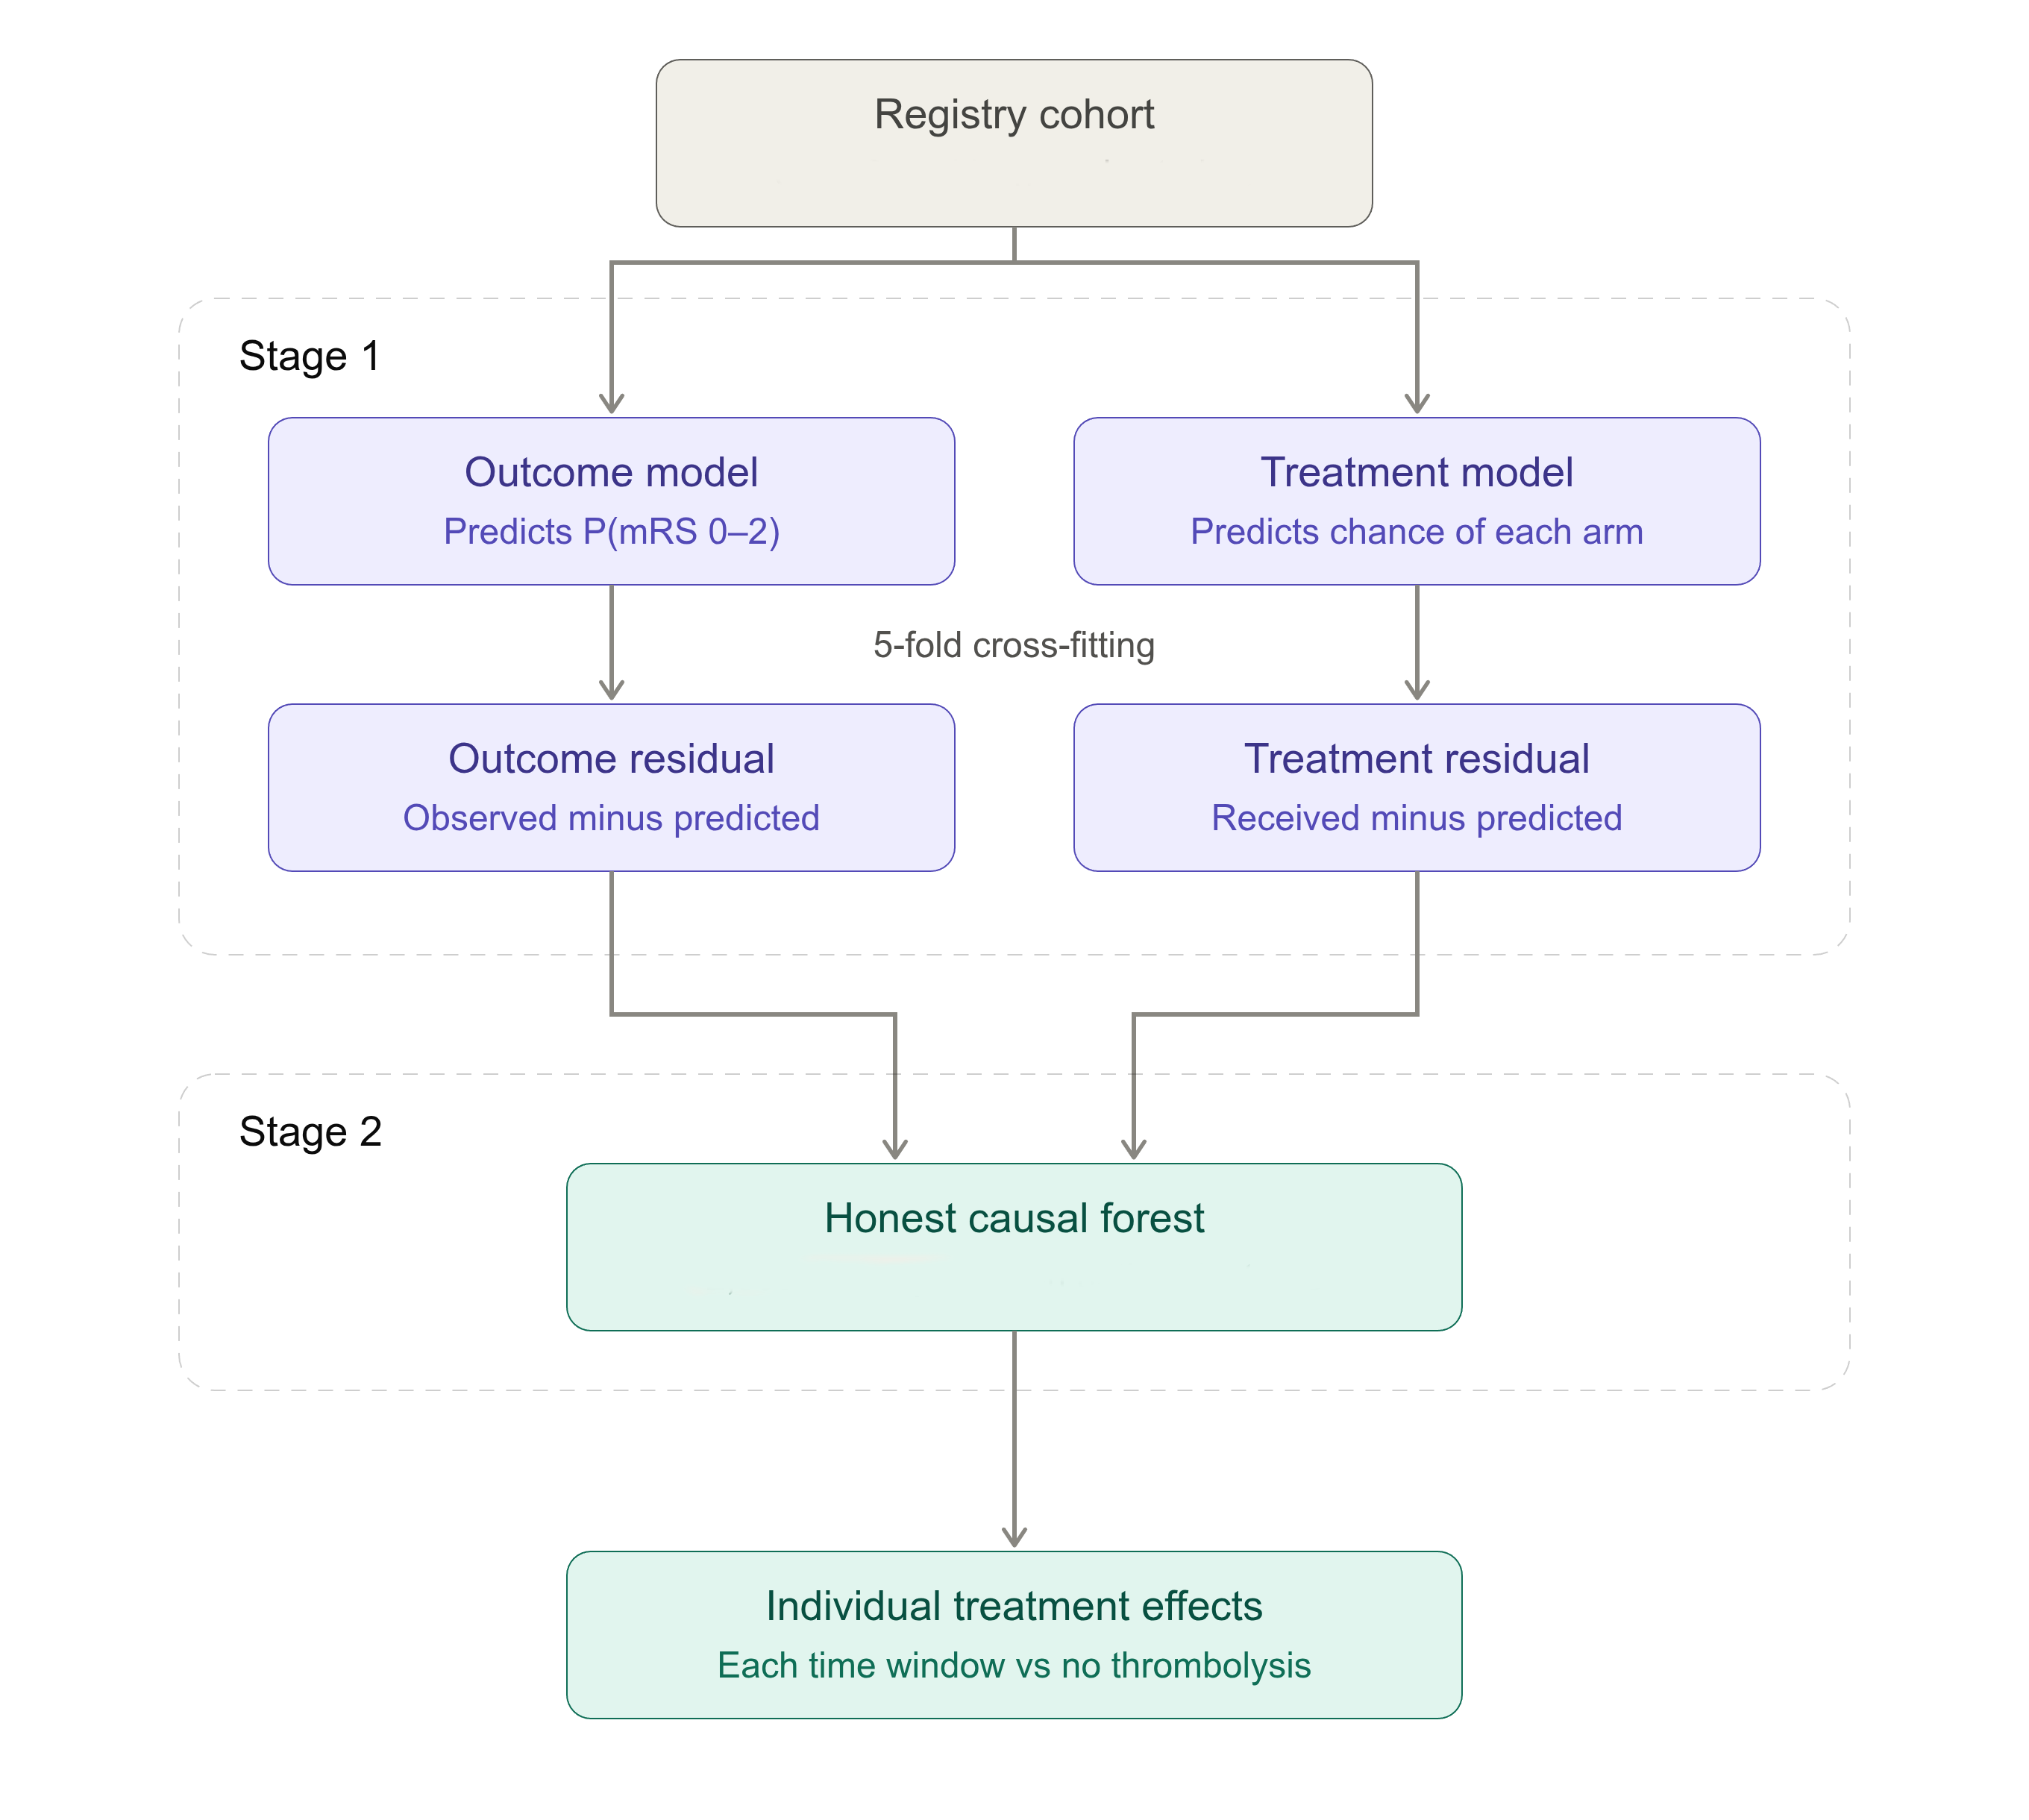 Registry cohort
Stage 1
Outcome model
Predicts P(mRS 0–2)
Treatment model
Predicts chance of each arm
5-fold cross-fitting
Outcome residual
Observed minus predicted
Treatment residual
Received minus predicted
Stage 2
Honest causal forest
Individual treatment effects
Each time window vs no thrombolysis